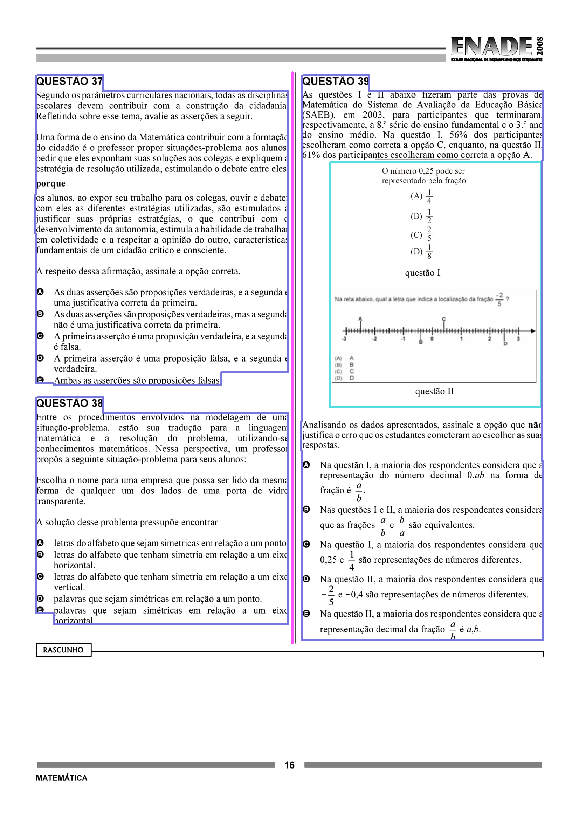 ENADE 2008
EXAME NACIONAL DE DESEMPENHO DOS ESTUDANTES
QUESTÃO 37
Segundo os parâmetros curriculares nacionais, todas as disciplinas
escolares devem contribuir com a construção da cidadania.
Refletindo sobre esse tema, avalie as asserções a seguir.
Uma forma de o ensino da Matemática contribuir com a formação
do cidadão é o professor propor situações-problema aos alunos,
pedir que eles exponham suas soluções aos colegas e expliquem a
estratégia de resolução utilizada, estimulando o debate entre eles,
porque
os alunos, ao expor seu trabalho para os colegas, ouvir e debater
com eles as diferentes estratégias utilizadas, são estimulados a
justificar suas próprias estratégias, o que contribui com o
desenvolvimento da autonomia, estimula a habilidade de trabalhar
em coletividade e a respeitar a opinião do outro, características
fundamentais de um cidadão crítico e consciente.
A respeito dessa afirmação, assinale a opção correta.
A As duas asserções são proposições verdadeiras, e a segunda é
uma justificativa correta da primeira.
B As duas asserções são proposições verdadeiras, mas a segunda
não é uma justificativa correta da primeira.
C A primeira asserção é uma proposição verdadeira, e a segunda
é falsa.
D A primeira asserção é uma proposição falsa, e a segunda é
verdadeira.
E Ambas as asserções são proposições falsas.
QUESTÃO 38
Entre os procedimentos envolvidos na modelagem de uma
situação-problema, estão sua tradução para a linguagem
matemática e a resolução do problema, utilizando-se
conhecimentos matemáticos. Nessa perspectiva, um professor
propôs a seguinte situação-problema para seus alunos:
Escolha o nome para uma empresa que possa ser lido da mesma
forma de qualquer um dos lados de uma porta de vidro
transparente.
A solução desse problema pressupõe encontrar
A letras do alfabeto que sejam simétricas em relação a um ponto.
B letras do alfabeto que tenham simetria em relação a um eixo
horizontal.
C letras do alfabeto que tenham simetria em relação a um eixo
vertical.
D palavras que sejam simétricas em relação a um ponto.
E palavras que sejam simétricas em relação a um eixo
horizontal.
QUESTÃO 39
As questões I e II abaixo fizeram parte das provas de
Matemática do Sistema de Avaliação da Educação Básica
(SAEB), em 2003, para participantes que terminaram,
respectivamente, a 8.ª série do ensino fundamental e o 3.º ano
do ensino médio. Na questão I, 56% dos participantes
escolheram como correta a opção C, enquanto, na questão II,
61% dos participantes escolheram como correta a opção A.
O número 0,25 pode ser
representado pela fração
(A) 1/4
(B) 1/2
(C) 2/5
(D) 1/8
questão I
Na reta abaixo, qual a letra que indica a localização da fração -2/5 ?
A C
-3 -2 -1 0 1 2 3
B D
(A) A
(B) B
(C) C
(D) D
questão II
Analisando os dados apresentados, assinale a opção que não
justifica o erro que os estudantes cometeram ao escolher as suas
respostas.
A Na questão I, a maioria dos respondentes considera que a
representação do número decimal 0,ab na forma de
fração é a/b.
B Nas questões I e II, a maioria dos respondentes considera
que as frações a/b e b/a são equivalentes.
C Na questão I, a maioria dos respondentes considera que
0,25 e 1/4 são representações de números diferentes.
D Na questão II, a maioria dos respondentes considera que
−2/5 e −0,4 são representações de números diferentes.
E Na questão II, a maioria dos respondentes considera que a
representação decimal da fração a/b é a,b.
RASCUNHO
16
MATEMÁTICA